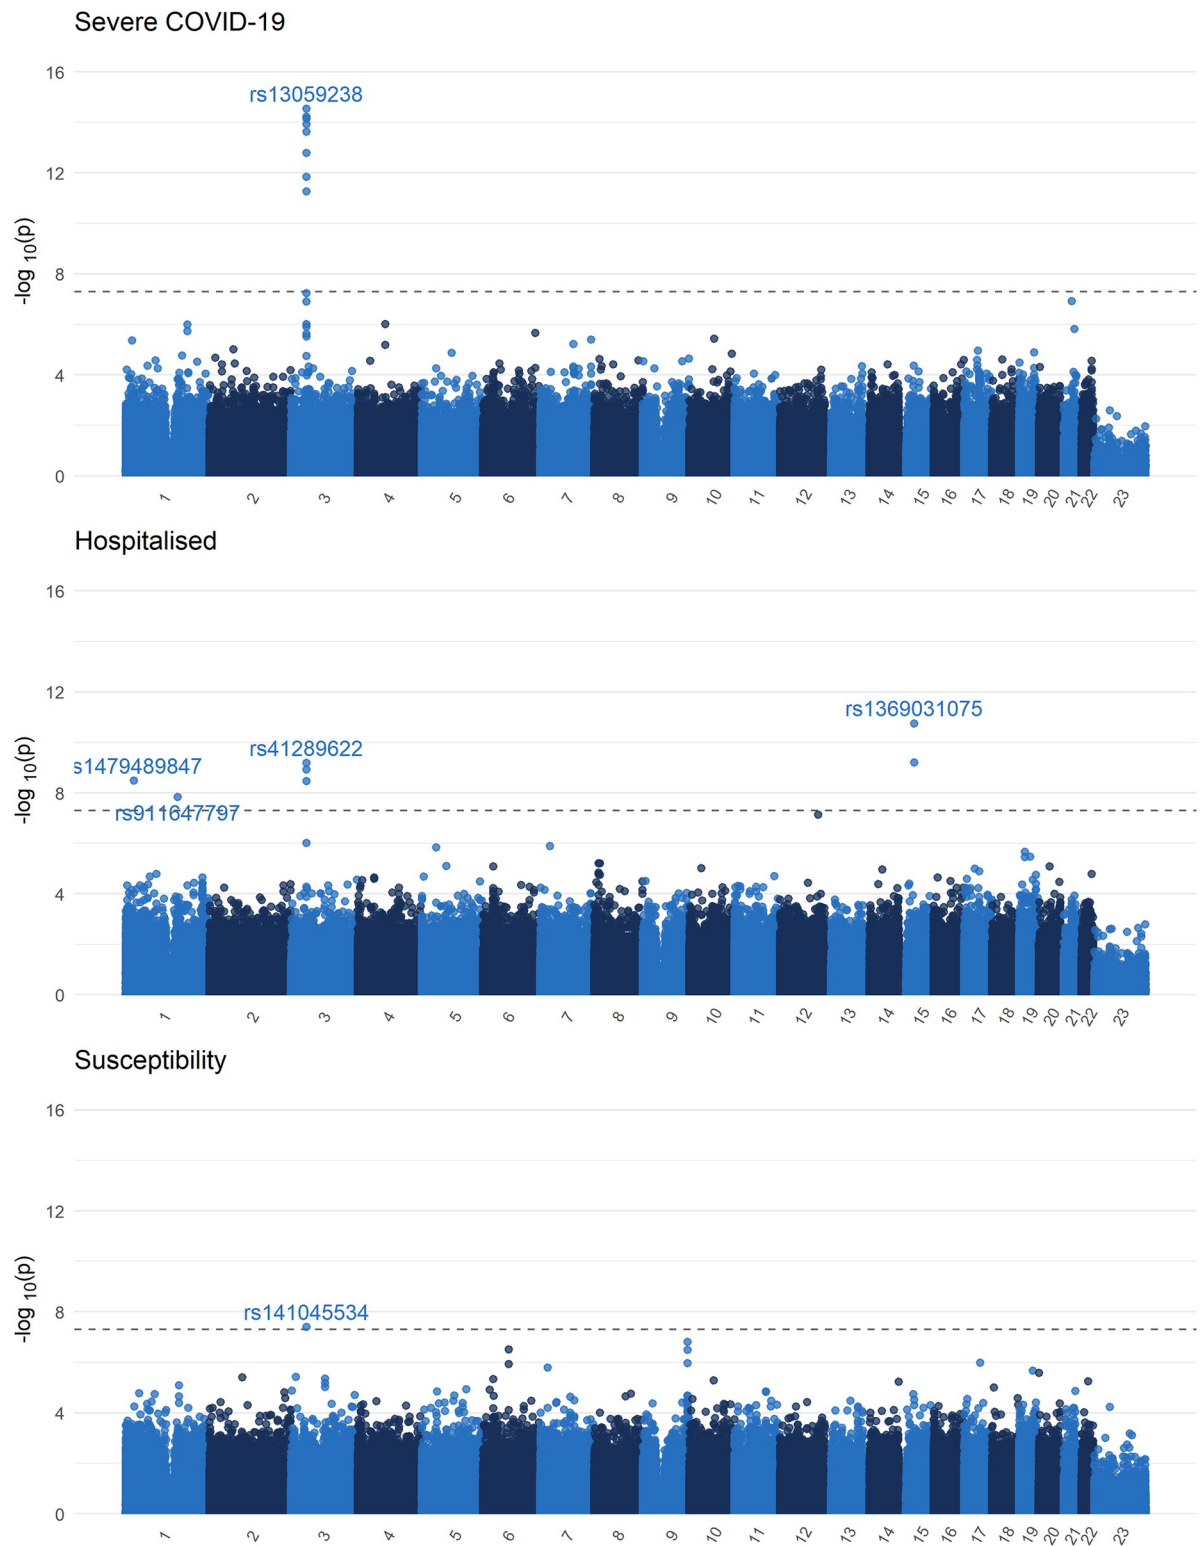 Severe COVID-19
16
rs13059238
12
8
4
0
-log 10(p)
1 2 3 4 5 6 7 8 9 10 11 12 13 14 15 16 17 18 19 20 21 22 23
Hospitalised
16
12
rs1369031075
rs41289622
s1479489847
8
rs911647797
4
0
-log 10(p)
1 2 3 4 5 6 7 8 9 10 11 12 13 14 15 16 17 18 19 20 21 22 23
Susceptibility
16
12
8
rs141045534
4
0
-log 10(p)
1 2 3 4 5 6 7 8 9 10 11 12 13 14 15 16 17 18 19 20 21 22 23